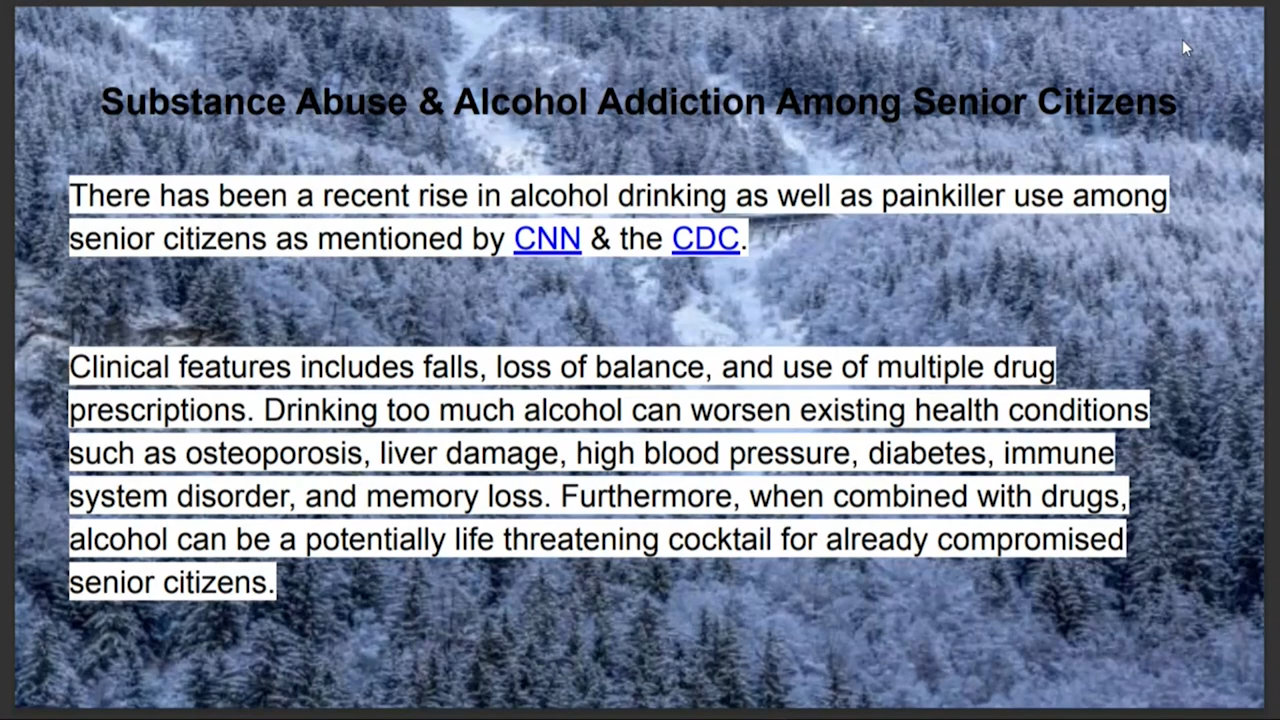 Substance Abuse & Alcohol Addiction Among Senior Citizens
There has been a recent rise in alcohol drinking as well as painkiller use among
senior citizens as mentioned by CNN & the CDC.
Clinical features includes falls, loss of balance, and use of multiple drug
prescriptions. Drinking too much alcohol can worsen existing health conditions
such as osteoporosis, liver damage, high blood pressure, diabetes, immune
system disorder, and memory loss. Furthermore, when combined with drugs,
alcohol can be a potentially life threatening cocktail for already compromised
senior citizens.